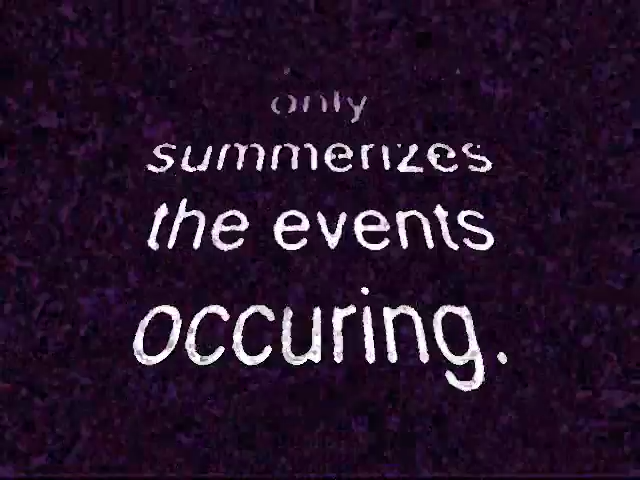 only
summerizes
the events
occuring.